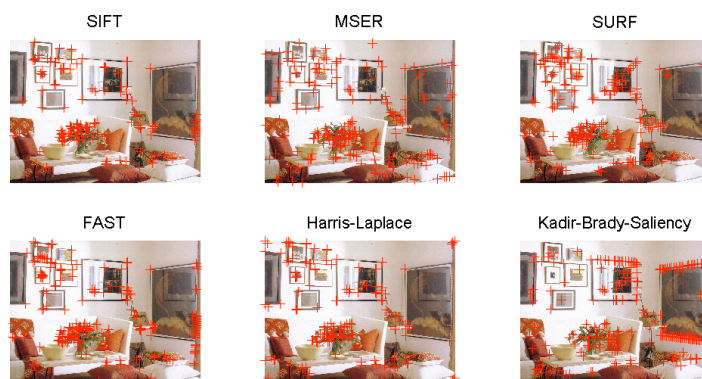 SIFT
MSER
SURF
FAST
Harris-Laplace
Kadir-Brady-Saliency